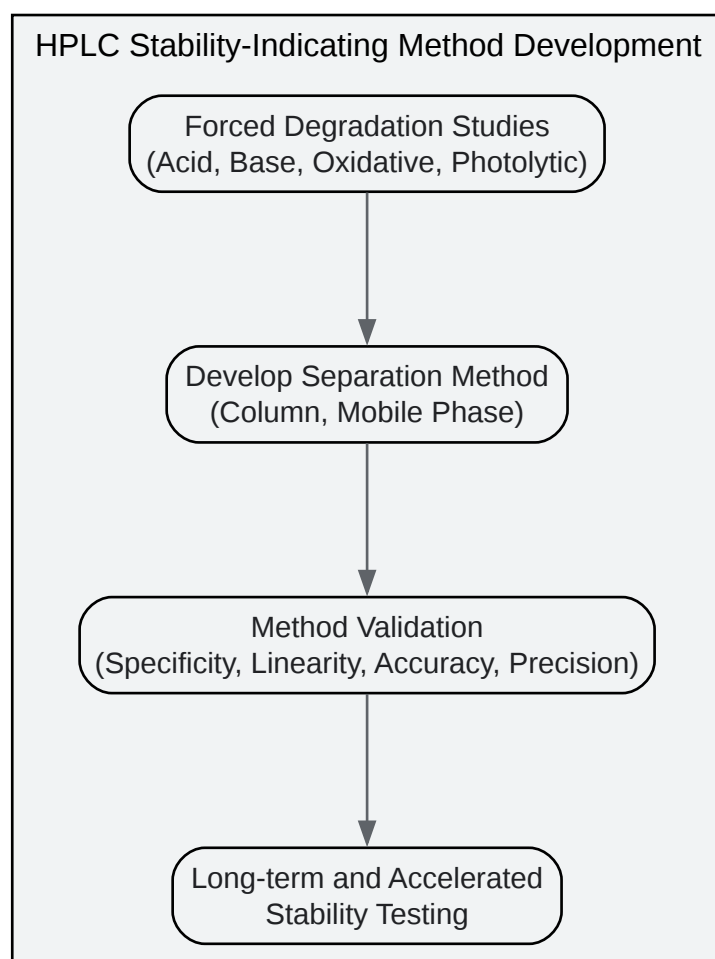 HPLC Stability-Indicating Method Development
Forced Degradation Studies
(Acid, Base, Oxidative, Photolytic)
Develop Separation Method
(Column, Mobile Phase)
Method Validation
(Specificity, Linearity, Accuracy, Precision)
Long-term and Accelerated
Stability Testing